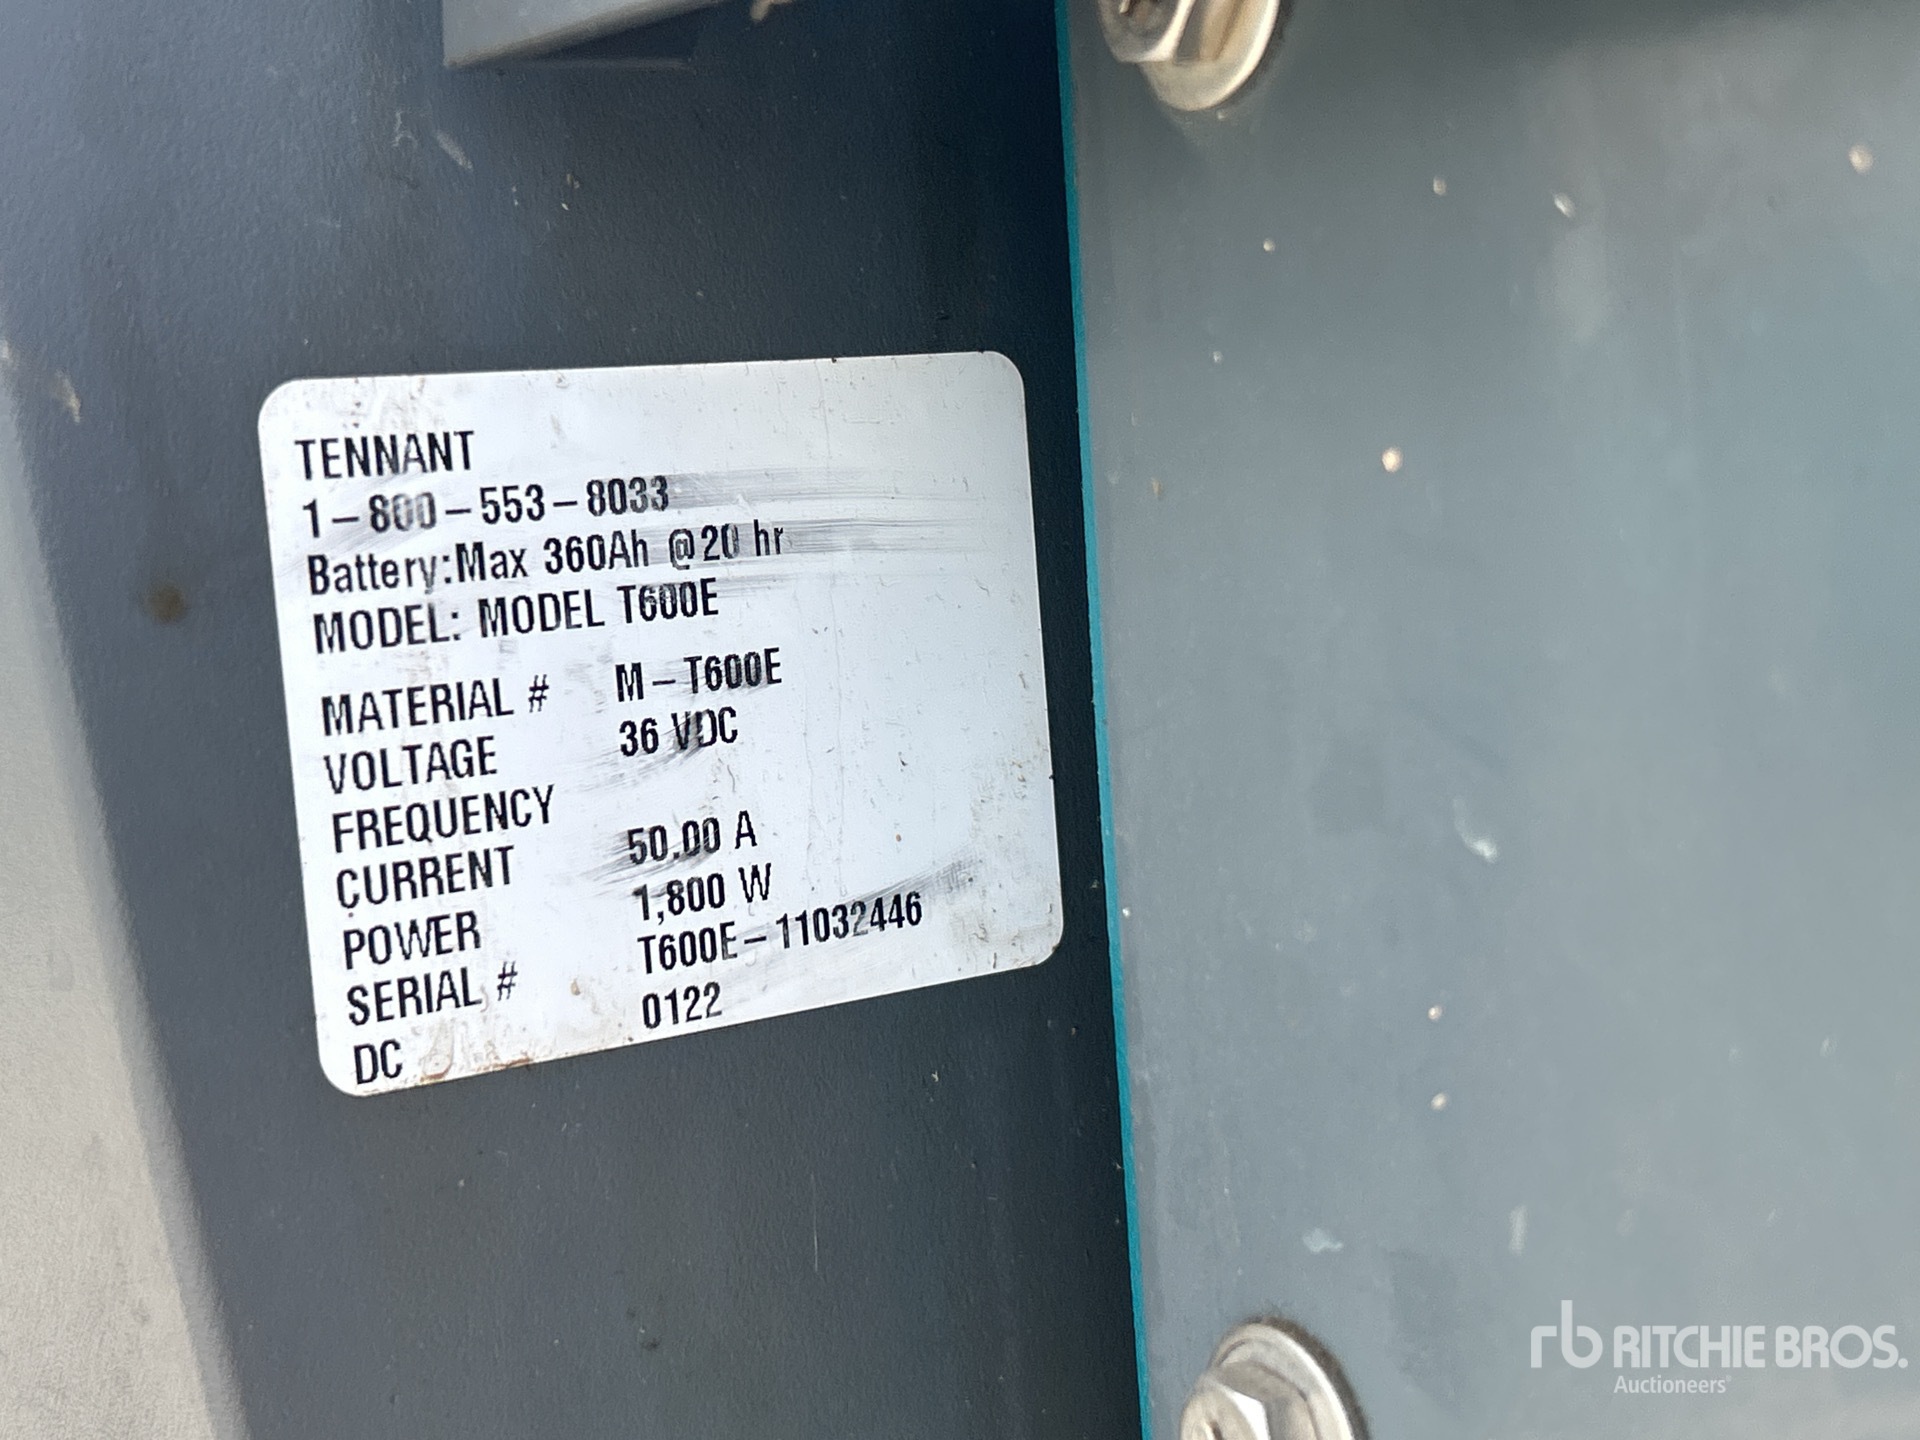 TENNANT
1-800-553-8033
Battery:Max 360Ah @20 hr
MODEL: MODEL T600E
MATERIAL # M-T600E
VOLTAGE 36 VDC
FREQUENCY
CURRENT 50.00 A
POWER 1,800 W
SERIAL # T600E-11032446
DC 0122
rb RITCHIE BROS.
Auctioneers